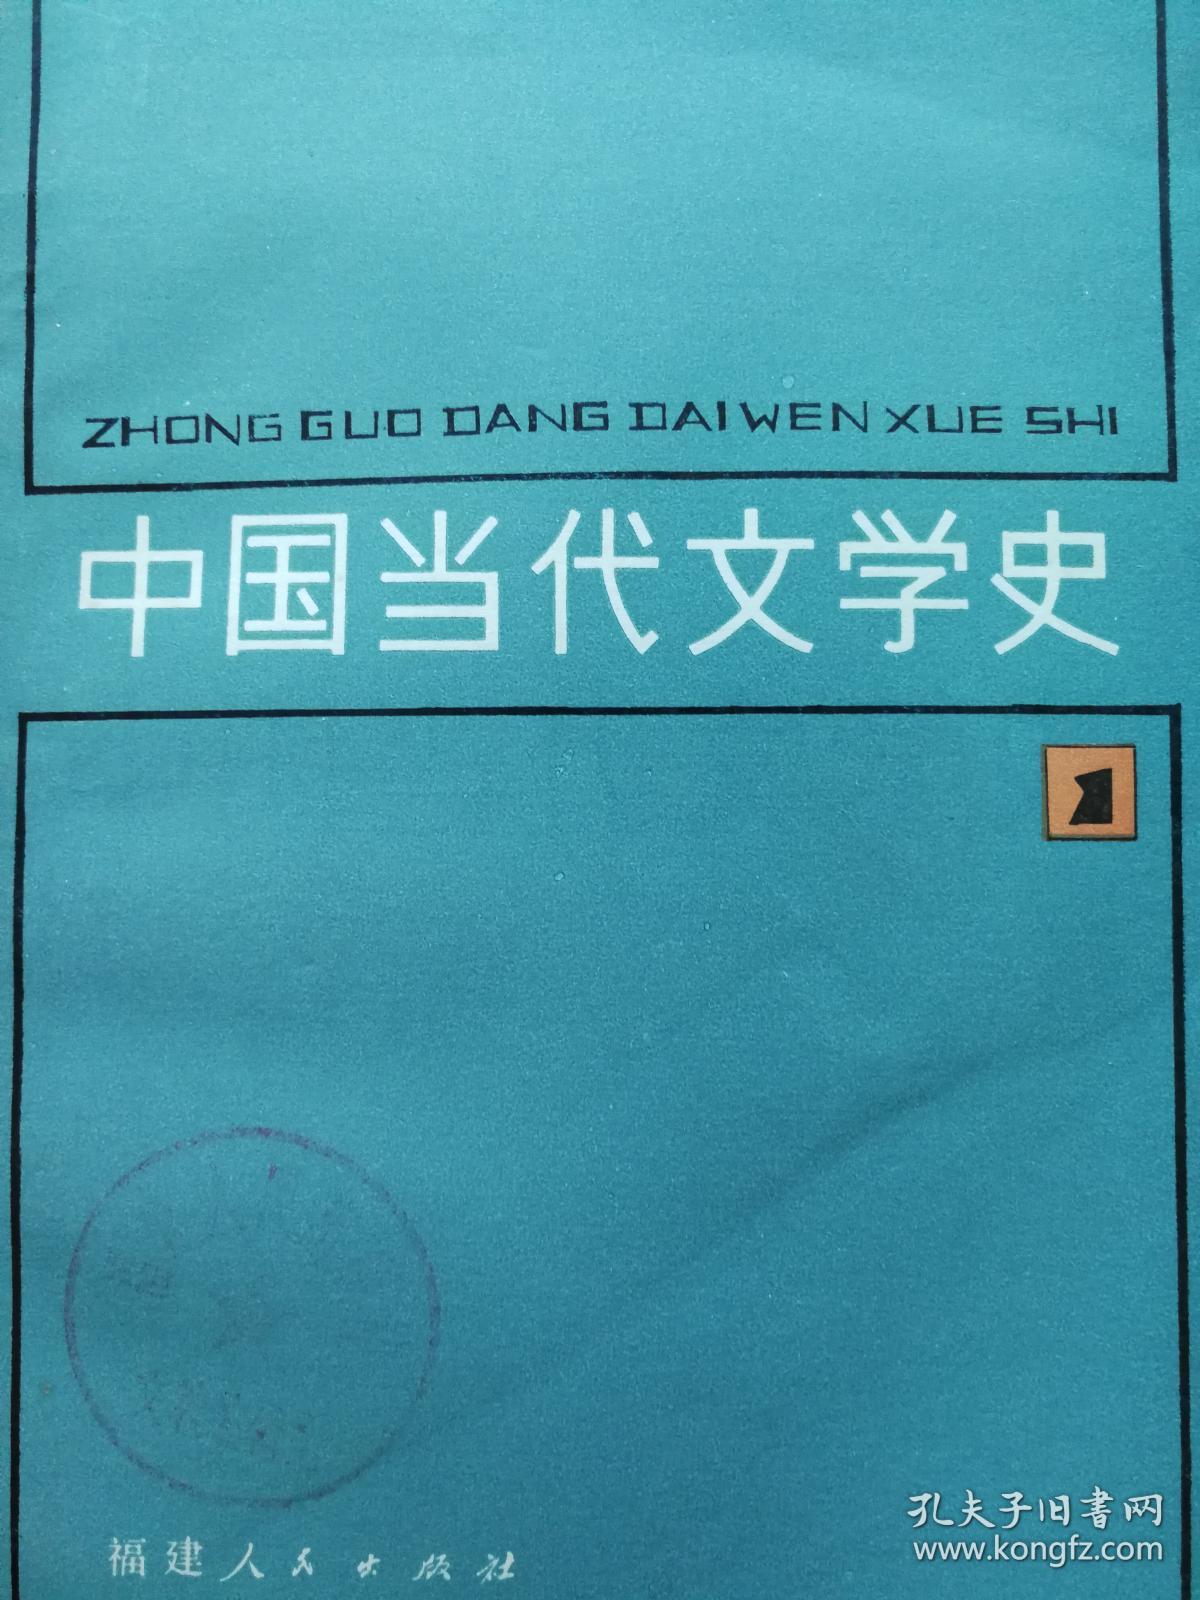 ZHONG GUO DANG DAI WEN XUE SHI
中国当代文学史
1
福建人民出版社
孔夫子旧書网
www.kongfz.com